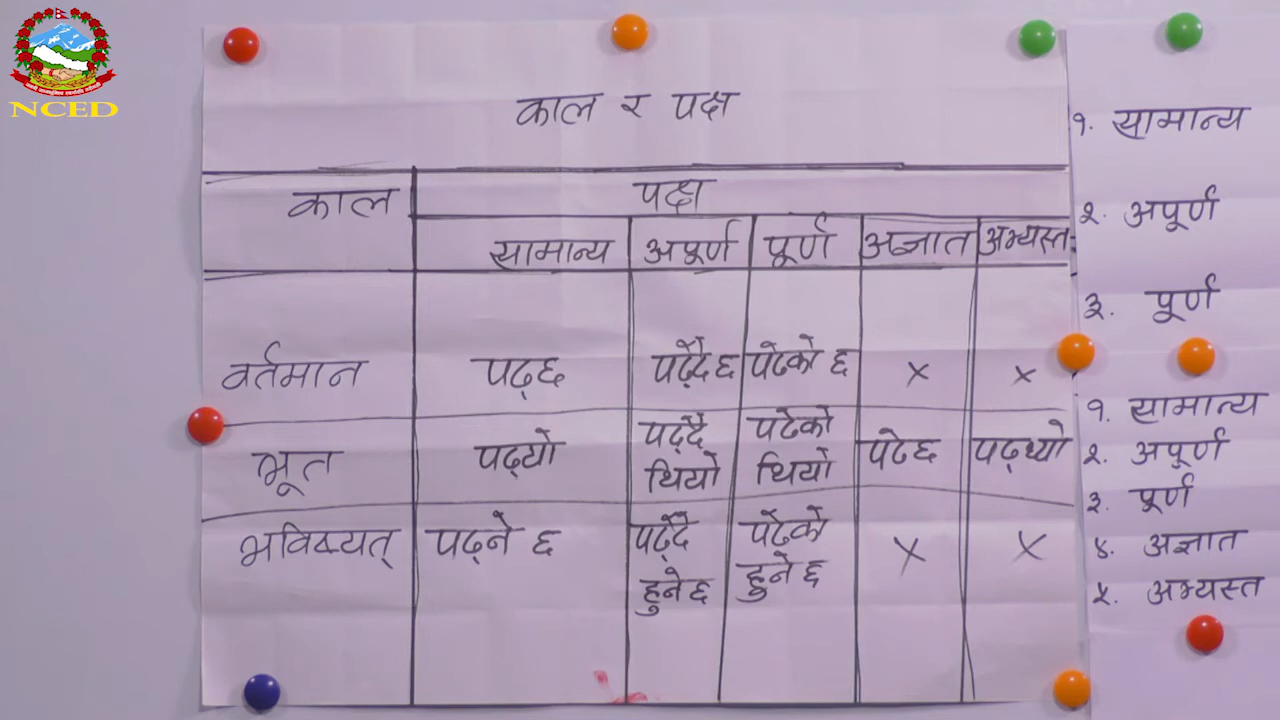 NCED
काल र पक्ष
काल पक्ष
सामान्य अपूर्ण पूर्ण अज्ञात अभ्यस्त
वर्तमान पढ्छ पढ्दैछ पढेको छ × ×
भूत पढ्यो पढ्दै थियो पढेको थियो पढेछ पढ्थ्यो
भविष्यत् पढ्ने छ पढ्दै हुनेछ पढेको हुनेछ × ×
१. सामान्य
२. अपूर्ण
३. पूर्ण
१. सामान्य
२. अपूर्ण
३. पूर्ण
४. अज्ञात
५. अभ्यस्त